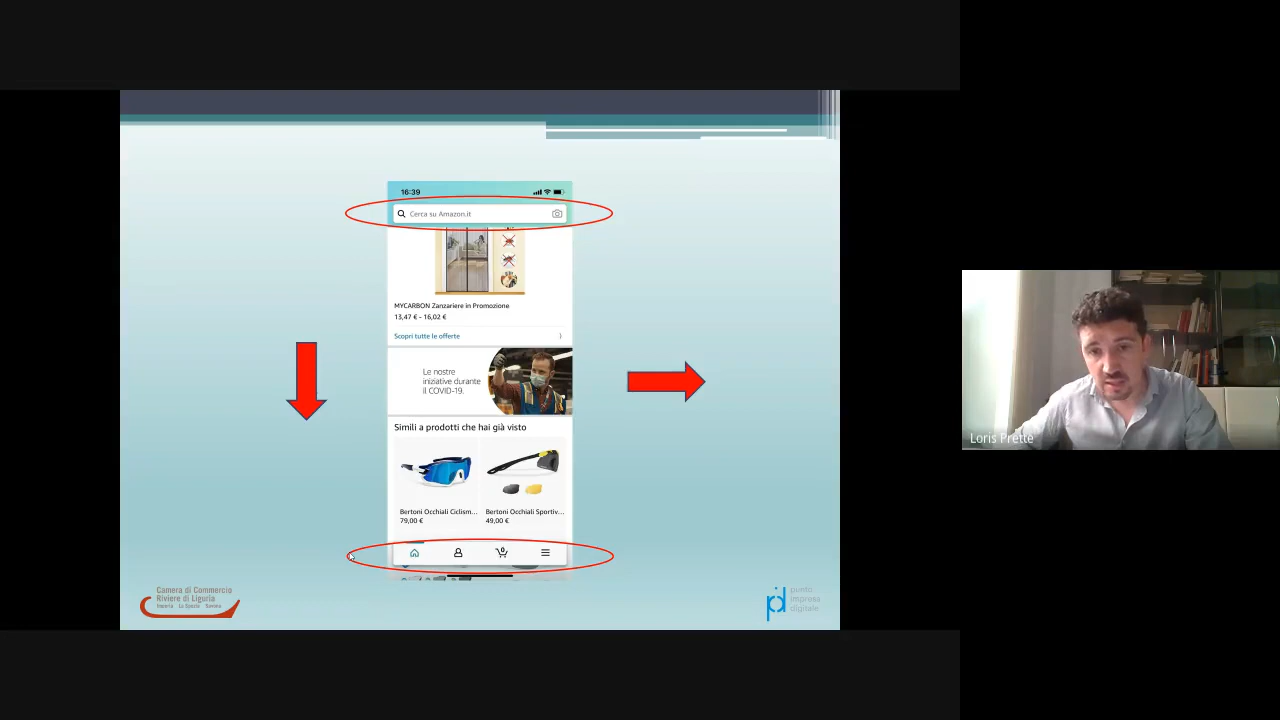 16:39
Cerca su Amazon.it
MYCARBON Zanzariere in Promozione
13,47 € - 16,02 €
Scopri tutte le offerte
Le nostre
iniziative durante
il COVID-19.
Simili a prodotti che hai già visto
Bertoni Occhiali Ciclism...
79,00 €
Bertoni Occhiali Sportiv...
49,00 €
0
Camera di Commercio
Riviere di Liguria
Imperia La Spezia Savona
pid
punto
impresa
digitale
Loris Prette